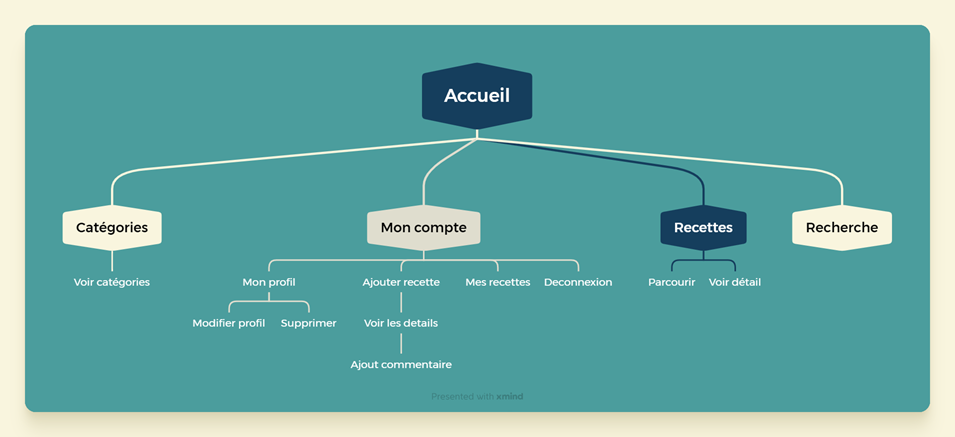 Accueil
Catégories
Mon compte
Recettes
Recherche
Voir catégories
Mon profil
Ajouter recette
Mes recettes
Deconnexion
Parcourir
Voir détail
Modifier profil
Supprimer
Voir les details
Ajout commentaire
Presented with xmind